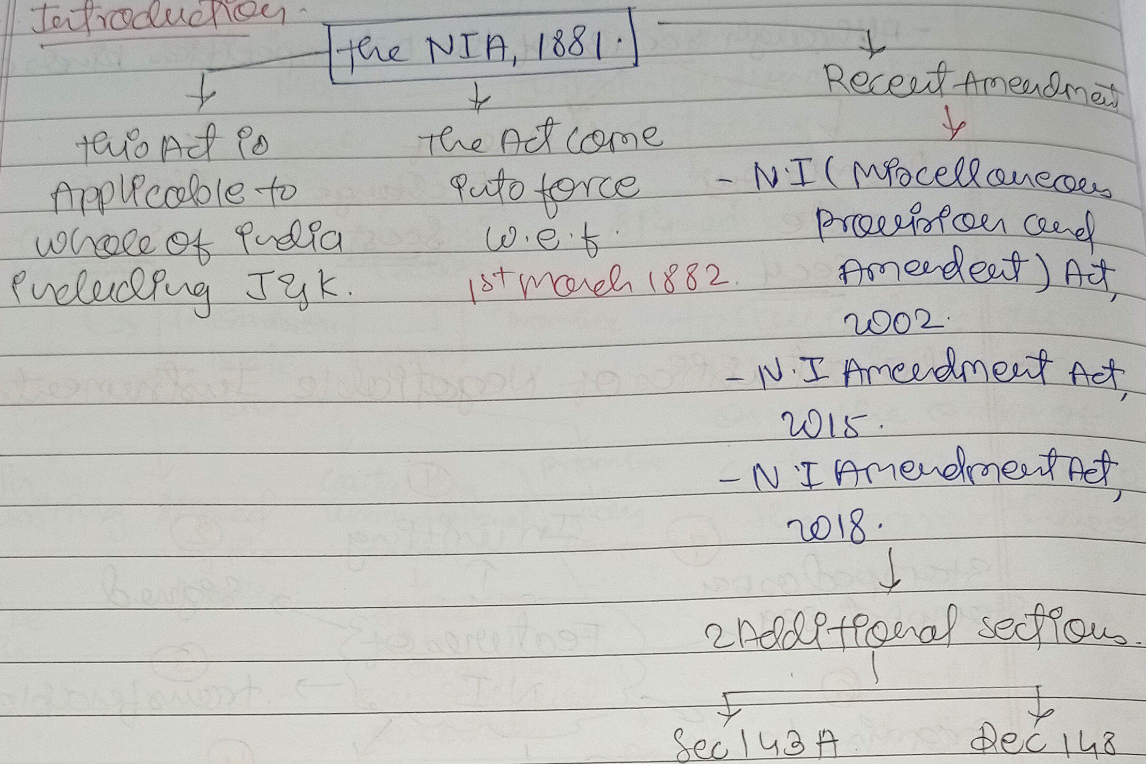 Introduction.
the NIA, 1881.
this Act is
Applicable to
whole of India
including J & K.
the Act come
into force
w.e.f.
1st March 1882.
Recent Amendment
- N.I (Miscellaneous
provision and
Amendent) Act,
2002.
- N.I Amendment Act,
2015.
- N.I Amendment Act,
2018.
2 Additional sections.
Sec 143 A
Sec 148